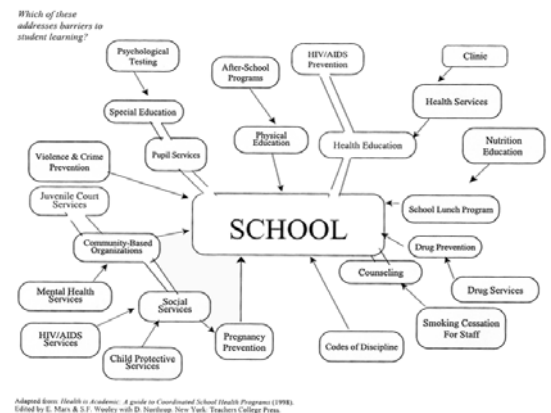 Which of these
addresses barriers to
student learning?
Psychological
Testing
HIV/AIDS
Prevention
Clinic
After-School
Programs
Special Education
Health Services
Physical
Education
Health Education
Nutrition
Education
Violence & Crime
Prevention
Pupil Services
Juvenile Court
Services
School Lunch Program
SCHOOL
Community-Based
Organizations
Drug Prevention
Counseling
Mental Health
Services
Drug Services
Social
Services
HIV/AIDS
Services
Pregnancy
Prevention
Codes of Discipline
Smoking Cessation
For Staff
Child Protective
Services
Adapted from: Health is Academic: A guide to Coordinated School Health Programs (1998).
Edited by E. Marx & S.F. Wooley with D. Northrop. New York: Teachers College Press.